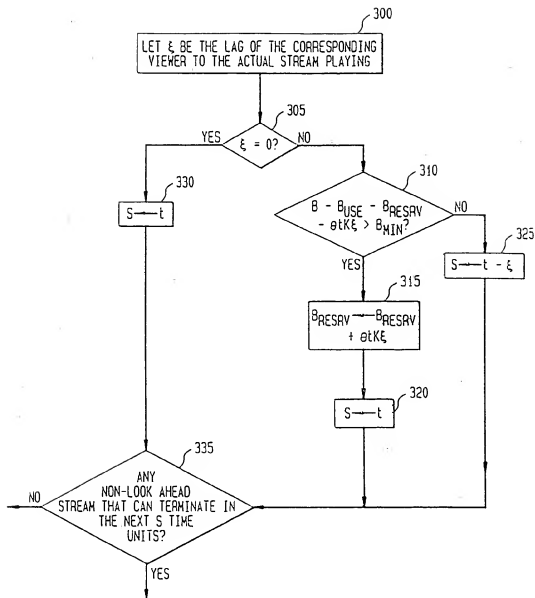 300
LET ξ BE THE LAG OF THE CORRESPONDING
VIEWER TO THE ACTUAL STREAM PLAYING
305
YES
ξ = 0?
NO
310
B - B_USE - B_RESRV
- θtKξ > B_MIN?
NO
YES
330
S←t
325
S←t - ξ
315
B_RESRV←B_RESRV
+ θtKξ
320
S←t
335
ANY
NON-LOOK AHEAD
STREAM THAT CAN TERMINATE IN
THE NEXT S TIME
UNITS?
NO
YES